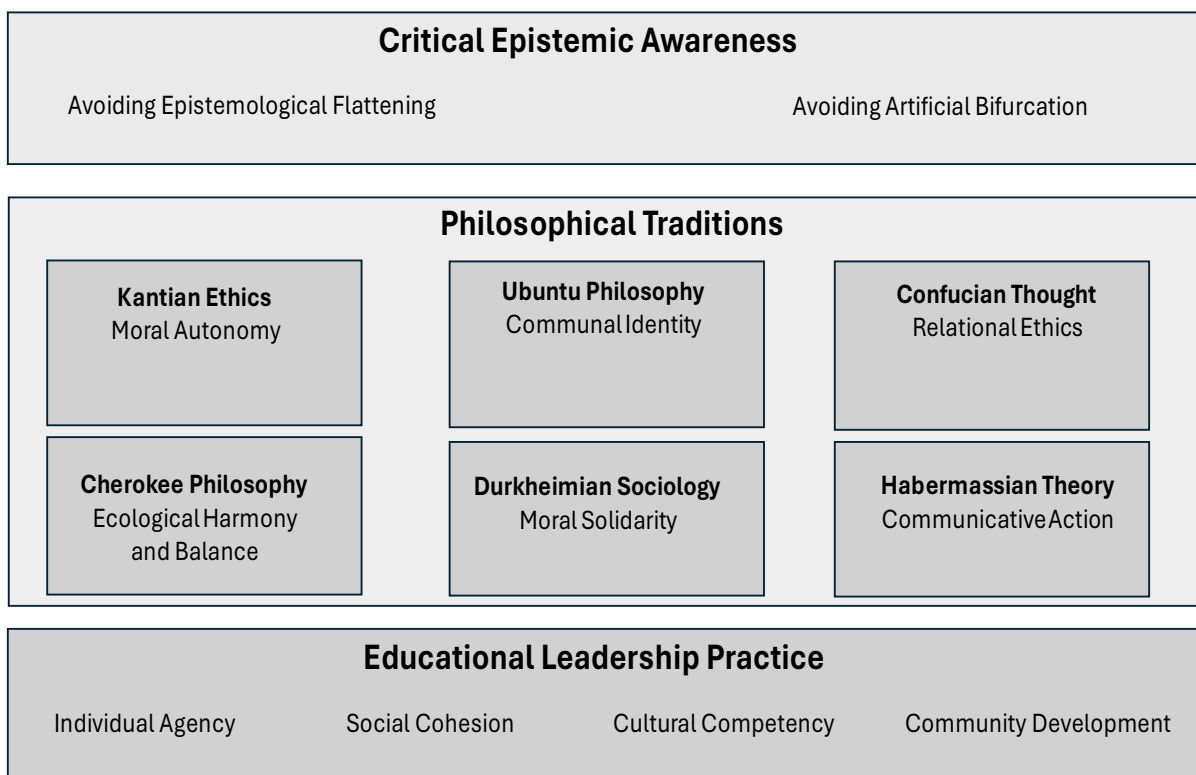 Critical Epistemic Awareness
Avoiding Epistemological Flattening
Avoiding Artificial Bifurcation
Philosophical Traditions
Kantian Ethics
Moral Autonomy
Ubuntu Philosophy
Communal Identity
Confucian Thought
Relational Ethics
Cherokee Philosophy
Ecological Harmony
and Balance
Durkheimian Sociology
Moral Solidarity
Habermassian Theory
Communicative Action
Educational Leadership Practice
Individual Agency
Social Cohesion
Cultural Competency
Community Development